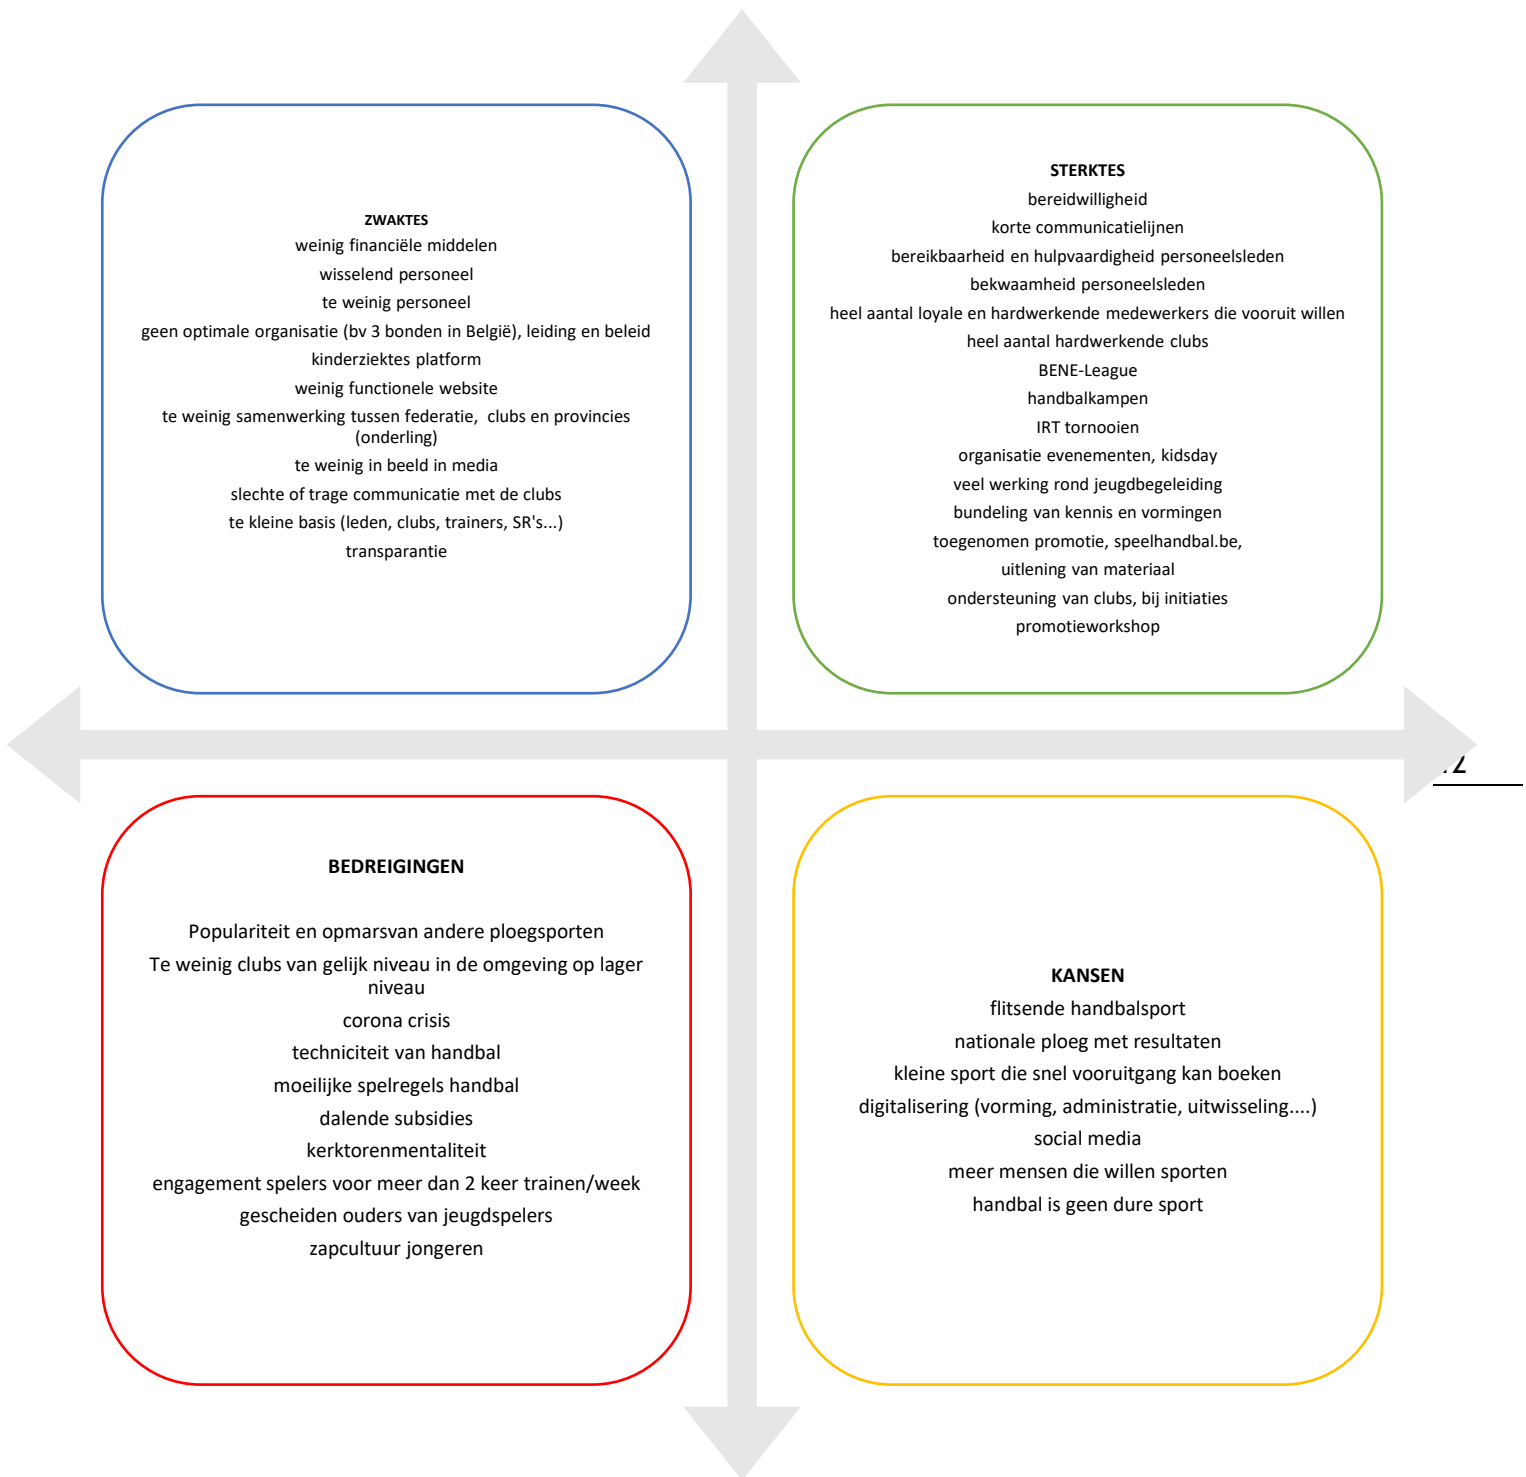 ZWAKTES
weinig financiële middelen
wisselend personeel
te weinig personeel
geen optimale organisatie (bv 3 bonden in België), leiding en beleid
kinderziektes platform
weinig functionele website
te weinig samenwerking tussen federatie,  clubs en provincies
(onderling)
te weinig in beeld in media
slechte of trage communicatie met de clubs
te kleine basis (leden, clubs, trainers, SR's...)
transparantie
STERKTES
bereidwilligheid
korte communicatielijnen
bereikbaarheid en hulpvaardigheid personeelsleden
bekwaamheid personeelsleden
heel aantal loyale en hardwerkende medewerkers die vooruit willen
heel aantal hardwerkende clubs
BENE-League
handbalkampen
IRT tornooien
organisatie evenementen, kidsday
veel werking rond jeugdbegeleiding
bundeling van kennis en vormingen
toegenomen promotie, speelhandbal.be,
uitlening van materiaal
ondersteuning van clubs, bij initiaties
promotieworkshop
BEDREIGINGEN
Populariteit en opmarsvan andere ploegsporten
Te weinig clubs van gelijk niveau in de omgeving op lager
niveau
corona crisis
techniciteit van handbal
moeilijke spelregels handbal
dalende subsidies
kerktorenmentaliteit
engagement spelers voor meer dan 2 keer trainen/week
gescheiden ouders van jeugdspelers
zapcultuur jongeren
KANSEN
flitsende handbalsport
nationale ploeg met resultaten
kleine sport die snel vooruitgang kan boeken
digitalisering (vorming, administratie, uitwisseling....)
social media
meer mensen die willen sporten
handbal is geen dure sport